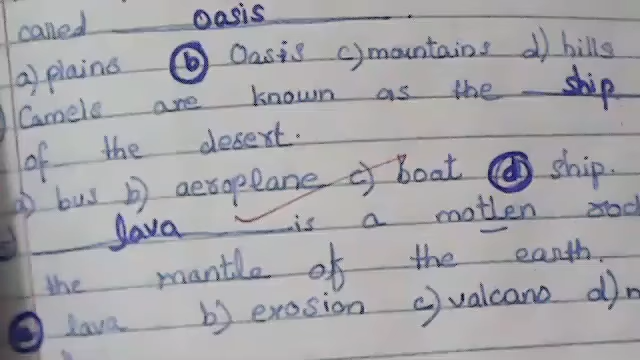 called Oasis
a) plains b) Oasis c) mountains d) hills
Camels are known as the ship
of the desert.
a) bus b) aeroplane c) boat d) ship.
lava is a motlen
the mantle of the earth.
a) lava b) erosion c) valcano d)